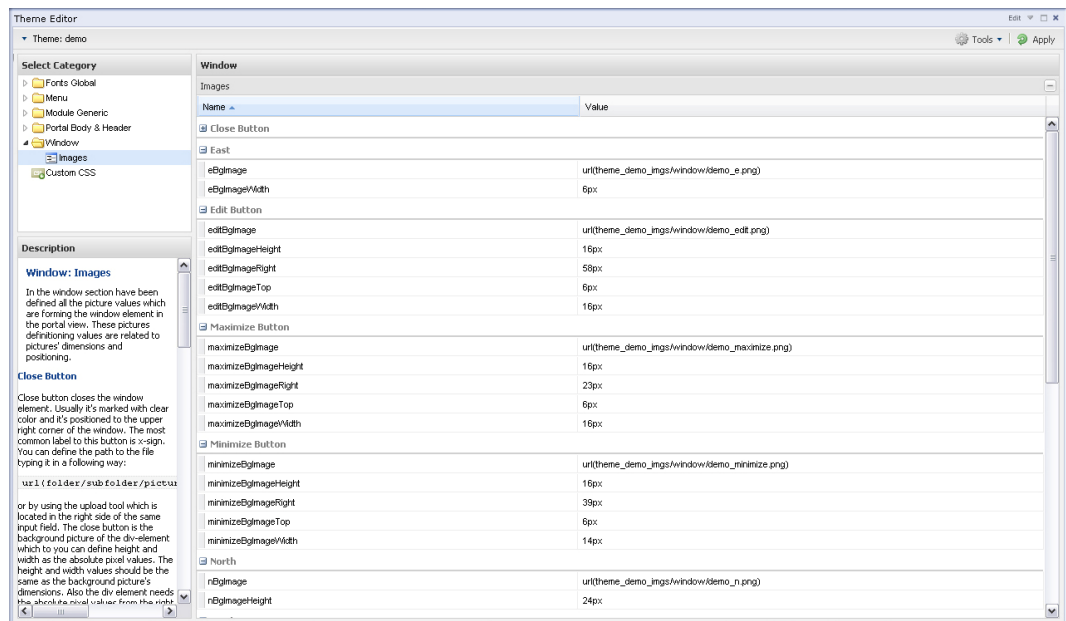 Theme Editor
Edit
Theme: demo
Tools
Apply
Select Category
Fonts Global
Menu
Module Generic
Portal Body & Header
Window
Images
Custom CSS
Description
Window: Images
In the window section have been
defined all the picture values which
are forming the window element in
the portal view. These pictures
definitioning values are related to
pictures' dimensions and
positioning.
Close Button
Close button closes the window
element. Usually it's marked with clear
color and it's positioned to the upper
right corner of the window. The most
common label to this button is x-sign.
You can define the path to the file
typing it in a following way:
url(folder/subfolder/pictur
or by using the upload tool which is
located in the right side of the same
input field. The close button is the
background picture of the div-element
which to you can define height and
width as the absolute pixel values. The
height and width values should be the
same as the background picture's
dimensions. Also the div element needs
the absolute pixel values from the right
Window
Images
Name Value
Close Button
East
eBgImage url(theme_demo_imgs/window/demo_e.png)
eBgImageWidth 6px
Edit Button
editBgImage url(theme_demo_imgs/window/demo_edit.png)
editBgImageHeight 16px
editBgImageRight 58px
editBgImageTop 6px
editBgImageWidth 16px
Maximize Button
maximizeBgImage url(theme_demo_imgs/window/demo_maximize.png)
maximizeBgImageHeight 16px
maximizeBgImageRight 23px
maximizeBgImageTop 6px
maximizeBgImageWidth 16px
Minimize Button
minimizeBgImage url(theme_demo_imgs/window/demo_minimize.png)
minimizeBgImageHeight 16px
minimizeBgImageRight 39px
minimizeBgImageTop 6px
minimizeBgImageWidth 14px
North
nBgImage url(theme_demo_imgs/window/demo_n.png)
nBgImageHeight 24px